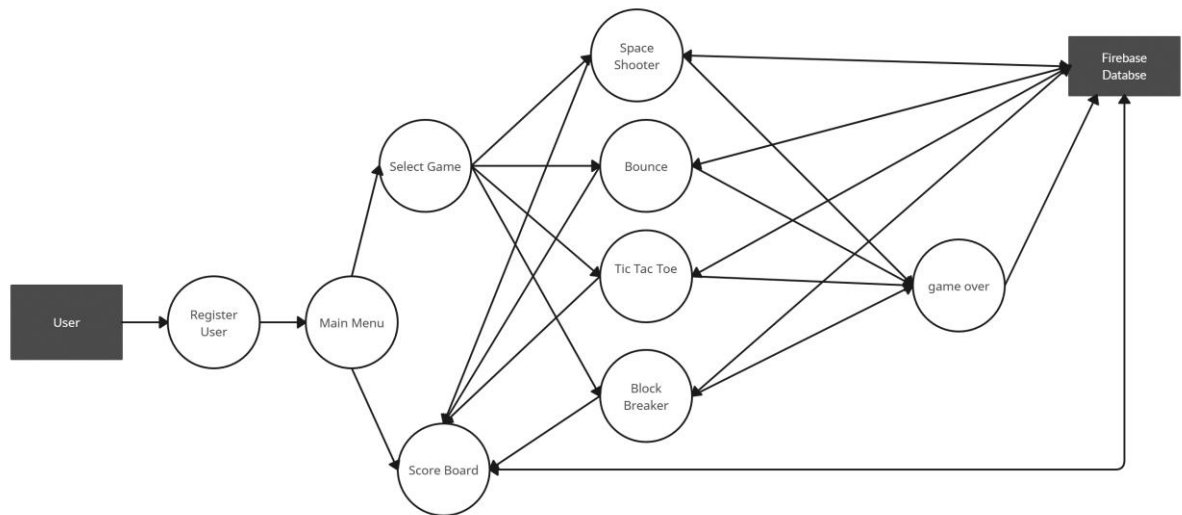 Space
Shooter
Firebase
Databse
Select Game
Bounce
Tic Tac Toe
game over
User
Register
User
Main Menu
Block
Breaker
Score Board